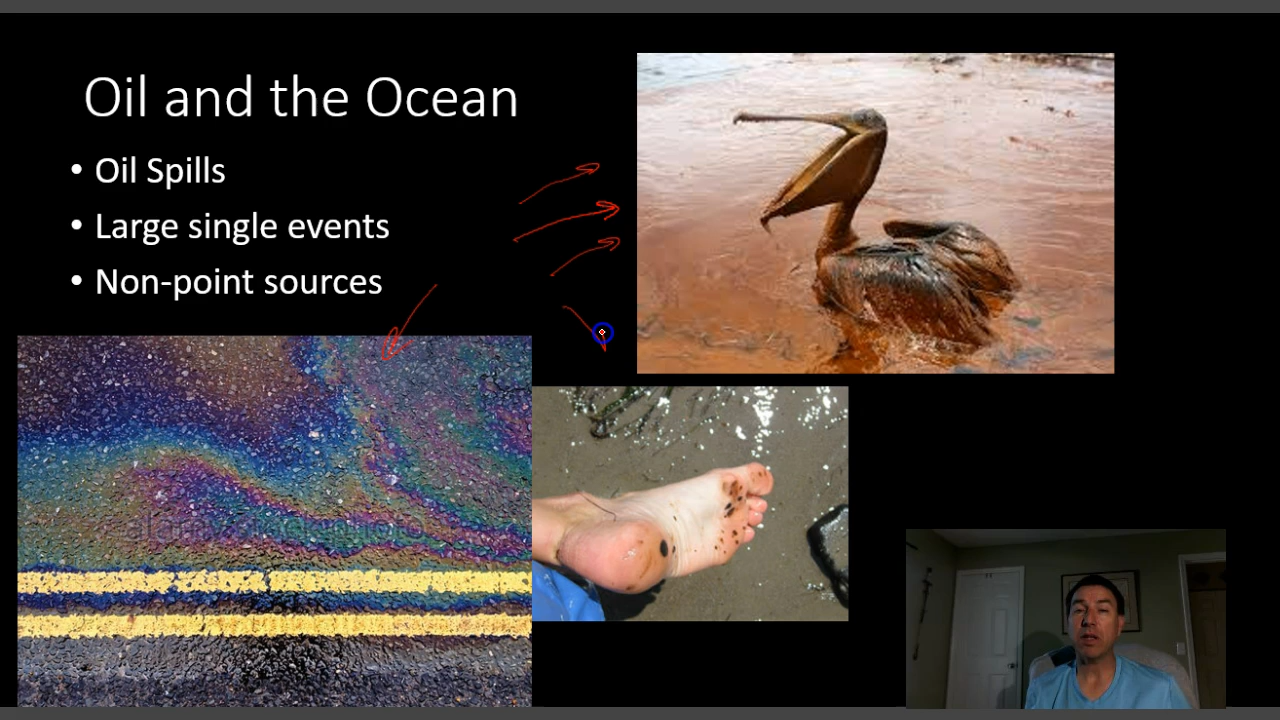 Oil and the Ocean
• Oil Spills
• Large single events
• Non-point sources